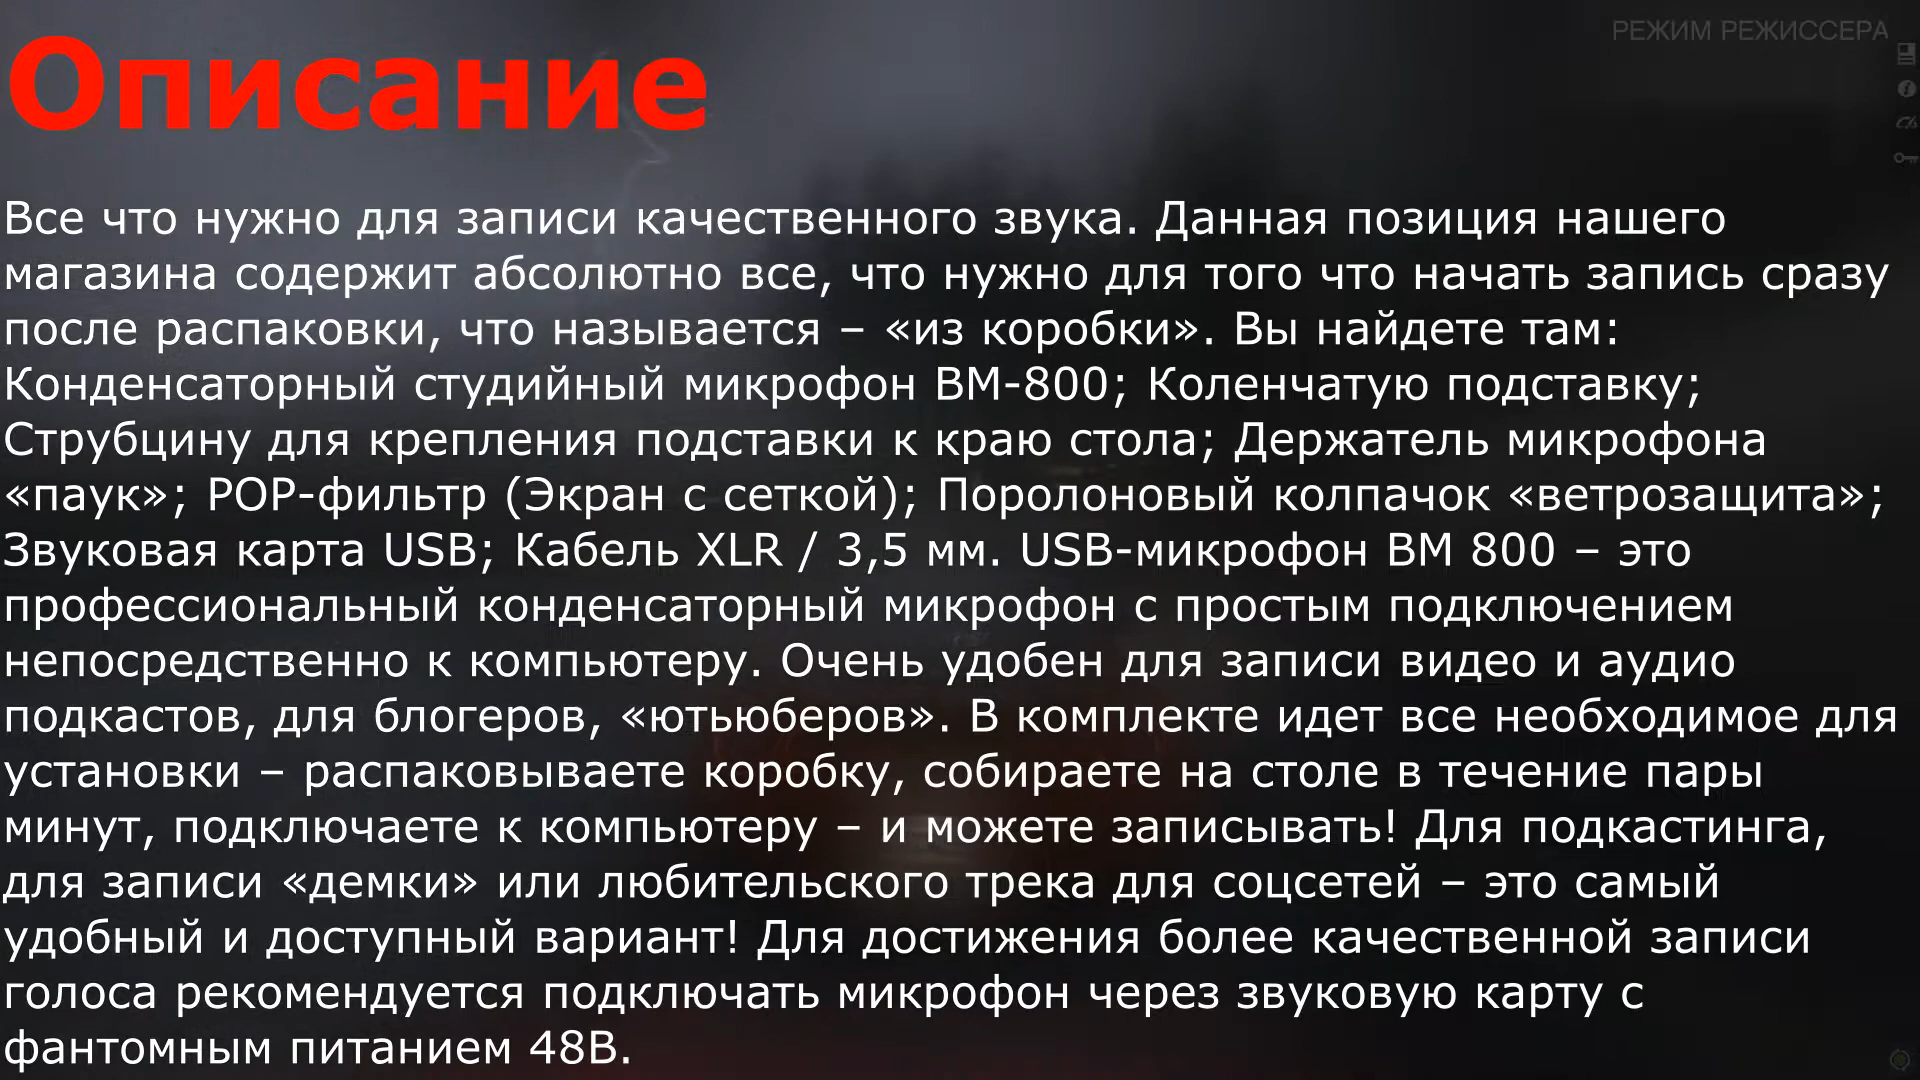 РЕЖИМ РЕЖИССЕРА
Описание
Все что нужно для записи качественного звука. Данная позиция нашего
магазина содержит абсолютно все, что нужно для того что начать запись сразу
после распаковки, что называется – «из коробки». Вы найдете там:
Конденсаторный студийный микрофон BM-800; Коленчатую подставку;
Струбцину для крепления подставки к краю стола; Держатель микрофона
«паук»; POP-фильтр (Экран с сеткой); Поролоновый колпачок «ветрозащита»;
Звуковая карта USB; Кабель XLR / 3,5 мм. USB-микрофон BM 800 – это
профессиональный конденсаторный микрофон с простым подключением
непосредственно к компьютеру. Очень удобен для записи видео и аудио
подкастов, для блогеров, «ютьюберов». В комплекте идет все необходимое для
установки – распаковываете коробку, собираете на столе в течение пары
минут, подключаете к компьютеру – и можете записывать! Для подкастинга,
для записи «демки» или любительского трека для соцсетей – это самый
удобный и доступный вариант! Для достижения более качественной записи
голоса рекомендуется подключать микрофон через звуковую карту с
фантомным питанием 48В.